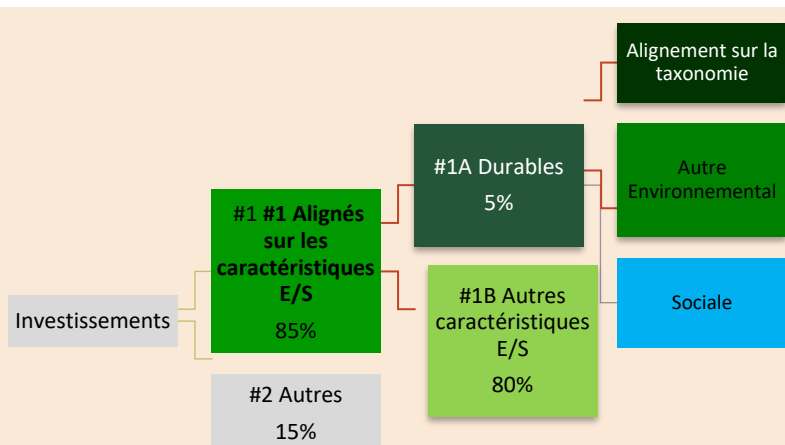 Investissements
#1 #1 Alignés
sur les
caractéristiques
E/S
85%
#2 Autres
15%
#1A Durables
5%
#1B Autres
caractéristiques
E/S
80%
Alignement sur la
taxonomie
Autre
Environnemental
Sociale